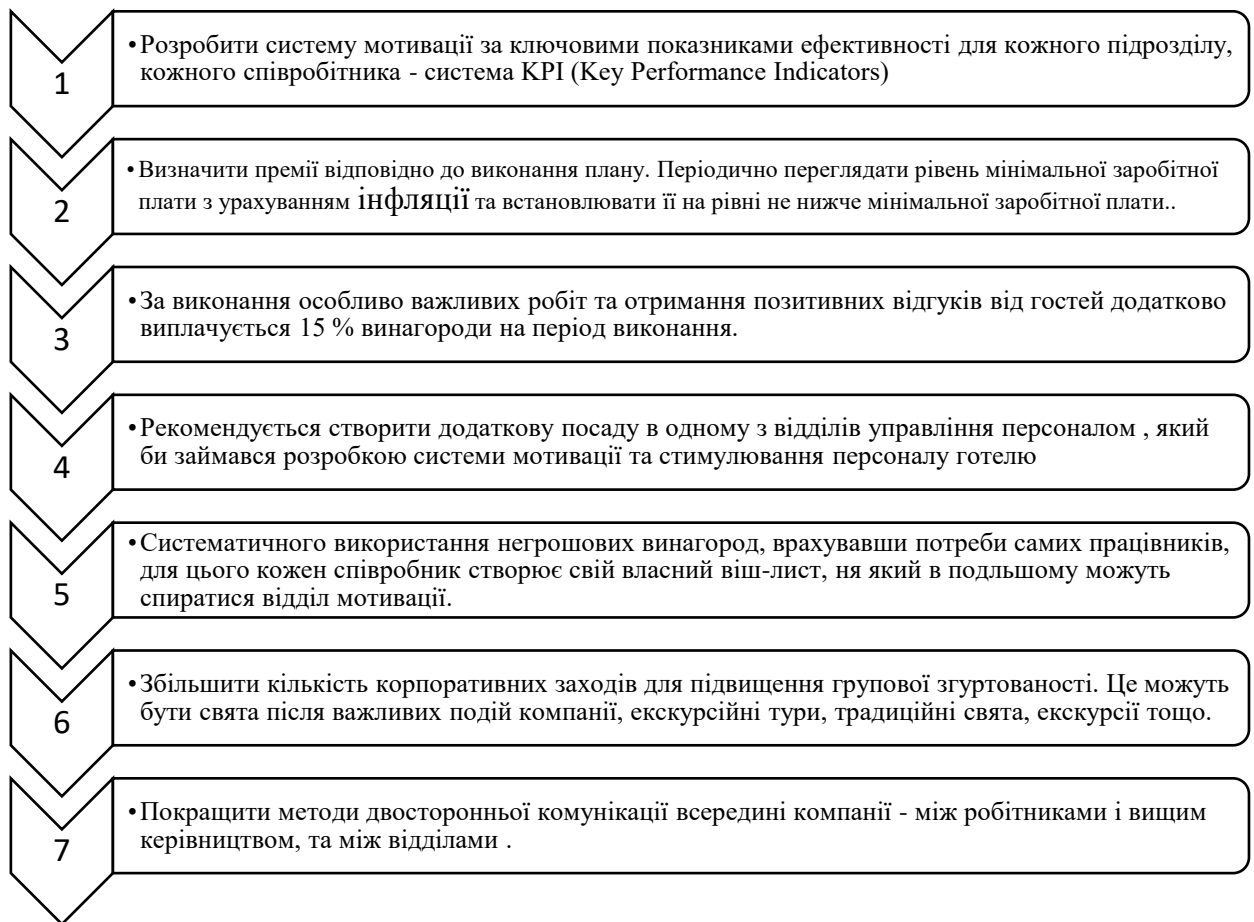 1
•Розробити систему мотивації за ключовими показниками ефективності для кожного підрозділу,
кожного співробітника - система KPI (Key Performance Indicators)
2
•Визначити премії відповідно до виконання плану. Періодично переглядати рівень мінімальної заробітної
плати з урахуванням інфляції та встановлювати її на рівні не нижче мінімальної заробітної плати..
3
•За виконання особливо важливих робіт та отримання позитивних відгуків від гостей додатково
виплачується 15 % винагороди на період виконання.
4
•Рекомендується створити додаткову посаду в одному з відділів управління персоналом , який
би займався розробкою системи мотивації та стимулювання персоналу готелю
5
•Систематичного використання негрошових винагород, врахувавши потреби самих працівників,
для цього кожен співробник створює свій власний віш-лист, ня який в подльшому можуть
спиратися відділ мотивації.
6
•Збільшити кількість корпоративних заходів для підвищення групової згуртованості. Це можуть
бути свята після важливих подій компанії, екскурсійні тури, традиційні свята, екскурсії тощо.
7
•Покращити методи двосторонньої комунікації всередині компанії - між робітниками і вищим
керівництвом, та між відділами .